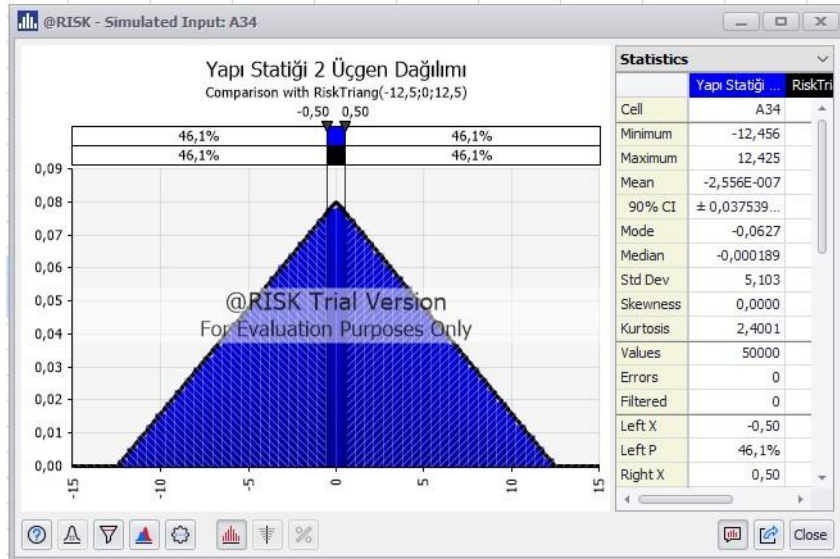 @RISK - Simulated Input: A34
Yapı Statiği 2 Üçgen Dağılımı
Comparison with RiskTriang(-12,5;0;12,5)
-0,50 0,50
46,1% 46,1%
46,1% 46,1%
0,09
0,08
0,07
0,06
0,05
0,04
0,03
0,02
0,01
0,00
-15 -10 -5 0 5 10 15
@RISK Trial Version
For Evaluation Purposes Only
Statistics
Yapı Statiği ... RiskTri
Cell A34
Minimum -12,456
Maximum 12,425
Mean -2,556E-007
90% CI ± 0,037539...
Mode -0,0627
Median -0,000189
Std Dev 5,103
Skewness 0,0000
Kurtosis 2,4001
Values 50000
Errors 0
Filtered 0
Left X -0,50
Left P 46,1%
Right X 0,50
Close